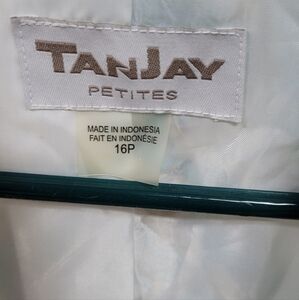 TANJAY
PETITES
MADE IN INDONESIA
FAIT EN INDONÉSIE
16P